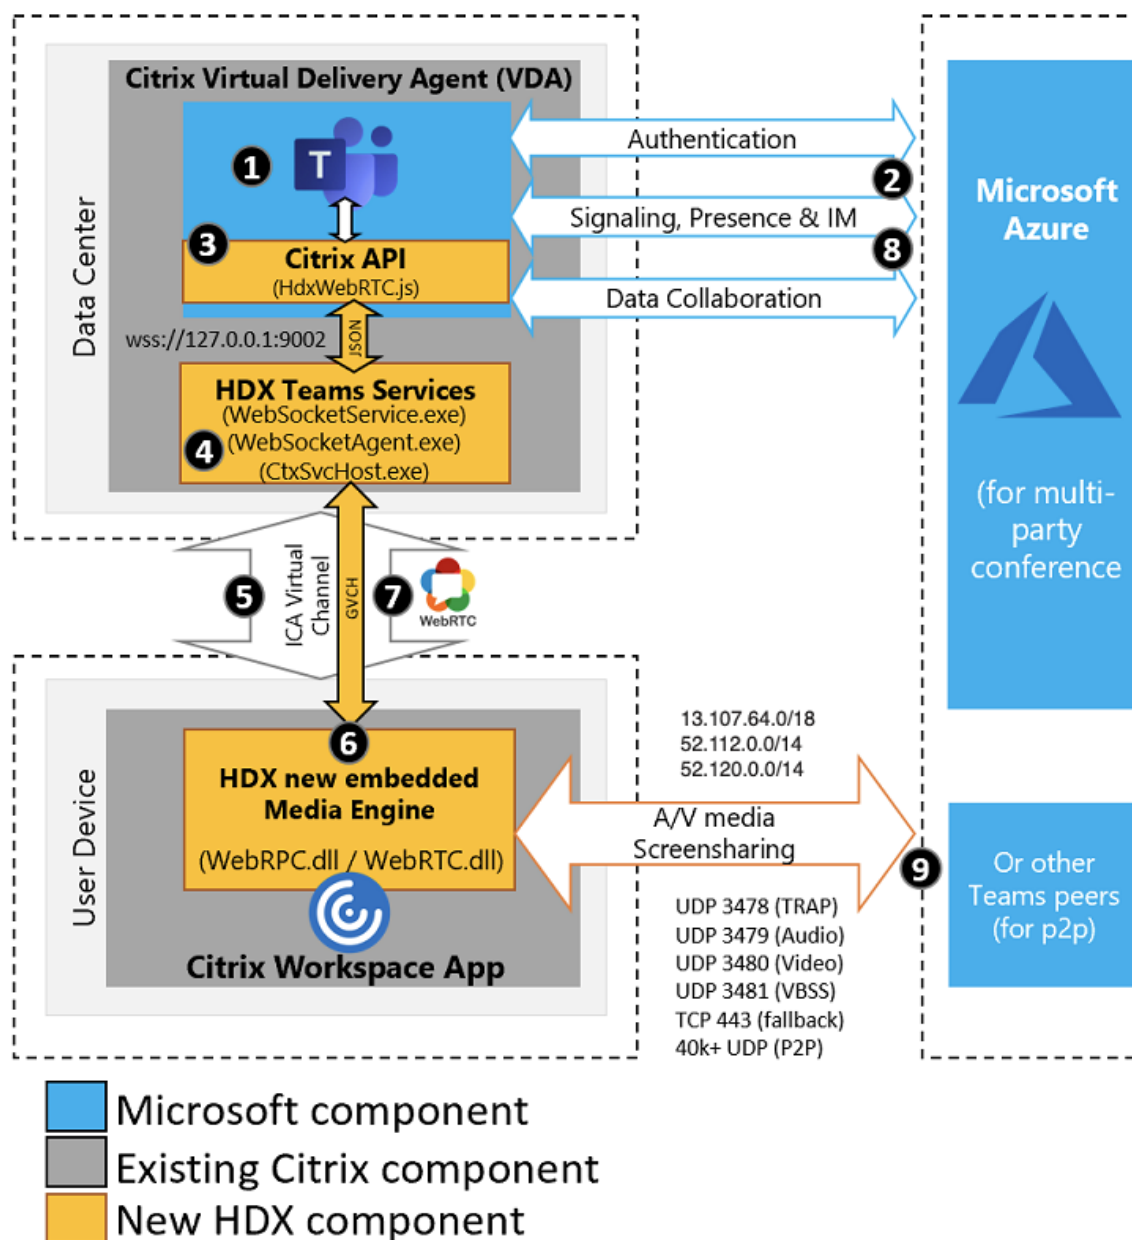 Citrix Virtual Delivery Agent (VDA)
Data Center
1
T
3
Citrix API
(HdxWebRTC.js)
wss://127.0.0.1:9002
JSON
HDX Teams Services
(WebSocketService.exe)
4
(WebSocketAgent.exe)
(CtxSvcHost.exe)
Authentication
2
Signaling, Presence & IM
8
Data Collaboration
Microsoft
Azure
(for multi-
party
conference
5
ICA Virtual
Channel
GVCH
7
WebRTC
User Device
6
HDX new embedded
Media Engine
(WebRPC.dll / WebRTC.dll)
Citrix Workspace App
13.107.64.0/18
52.112.0.0/14
52.120.0.0/14
A/V media
Screensharing
9
UDP 3478 (TRAP)
UDP 3479 (Audio)
UDP 3480 (Video)
UDP 3481 (VBSS)
TCP 443 (fallback)
40k+ UDP (P2P)
Or other
Teams peers
(for p2p)
Microsoft component
Existing Citrix component
New HDX component